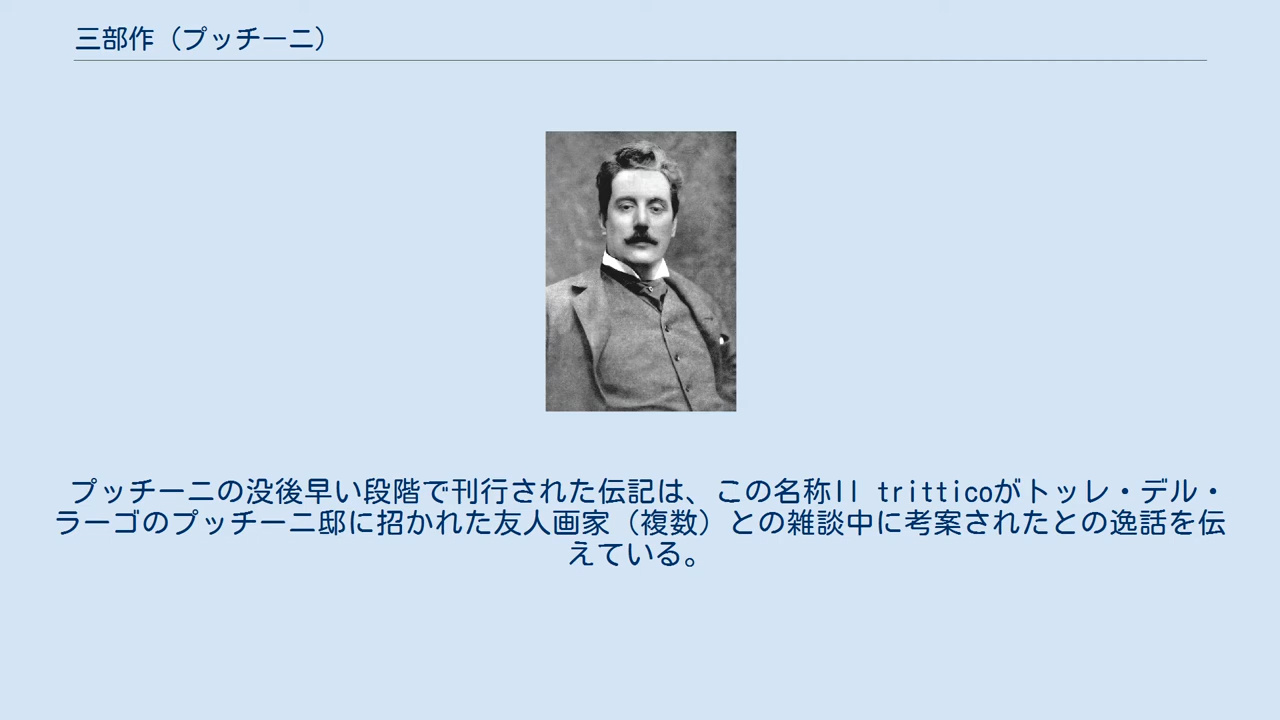 三部作（プッチーニ）
プッチーニの没後早い段階で刊行された伝記は、この名称Il tritticoがトッレ・デル・
ラーゴのプッチーニ邸に招かれた友人画家（複数）との雑談中に考案されたとの逸話を伝
えている。